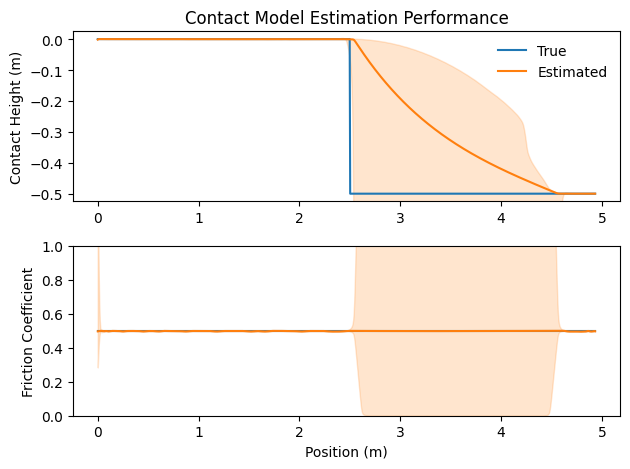 Contact Model Estimation Performance
Contact Height (m)
0.0
−0.1
−0.2
−0.3
−0.4
−0.5
True
Estimated
0 1 2 3 4 5
Friction Coefficient
1.0
0.8
0.6
0.4
0.2
0.0
0 1 2 3 4 5
Position (m)